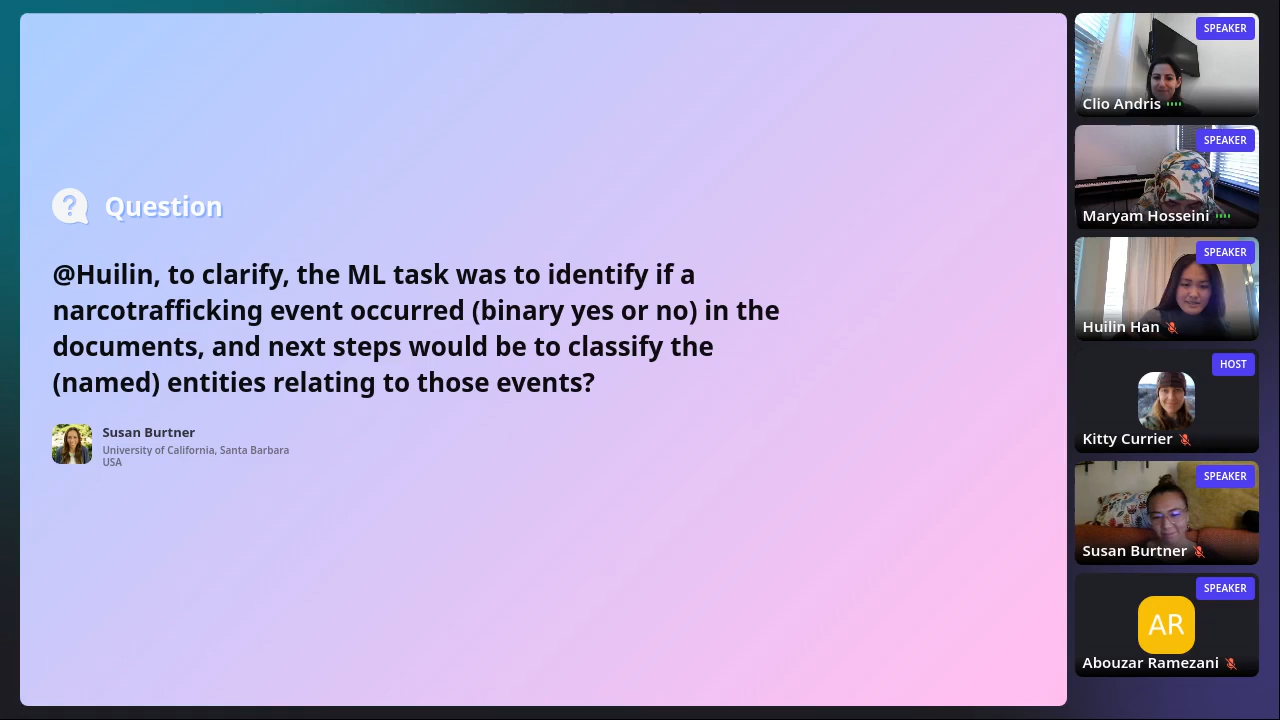 Question
@Huilin, to clarify, the ML task was to identify if a
narcotrafficking event occurred (binary yes or no) in the
documents, and next steps would be to classify the
(named) entities relating to those events?
Susan Burtner
University of California, Santa Barbara
USA
SPEAKER
Clio Andris
SPEAKER
Maryam Hosseini
SPEAKER
Huilin Han
HOST
Kitty Currier
SPEAKER
Susan Burtner
SPEAKER
AR
Abouzar Ramezani